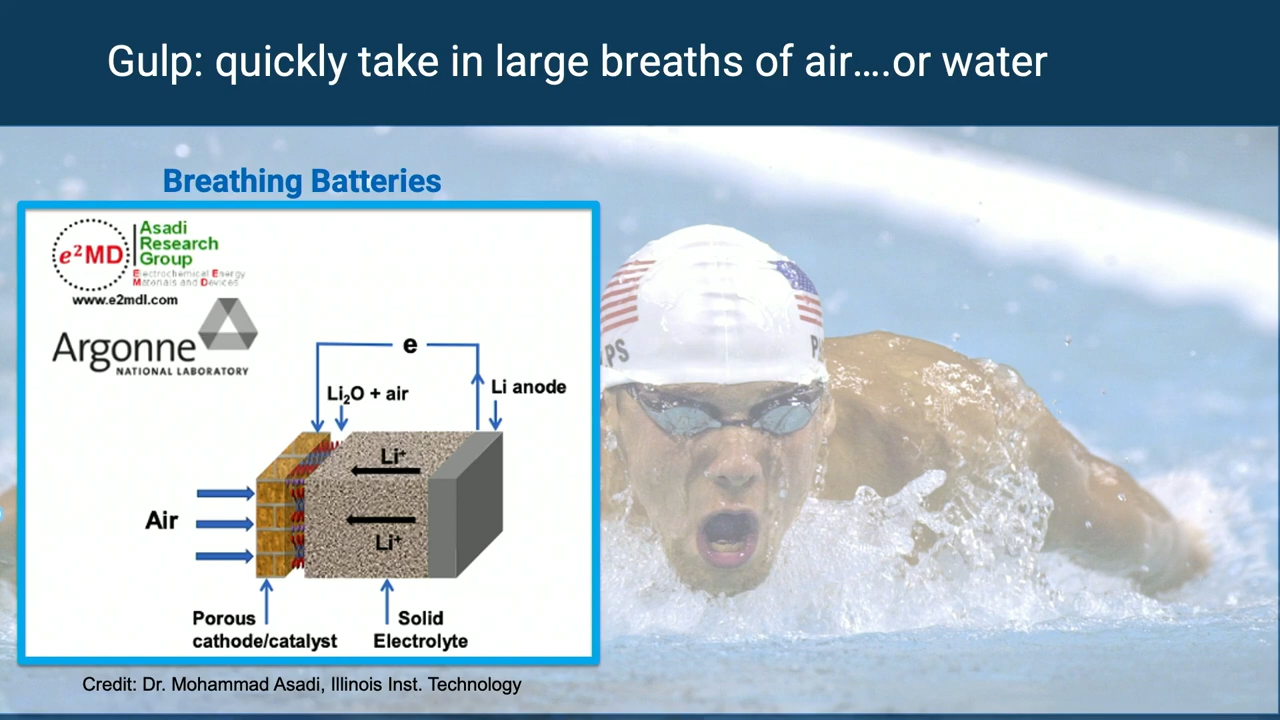 Gulp: quickly take in large breaths of air….or water
Breathing Batteries
e²MD
Asadi
Research
Group
Electrochemical Energy
Materials and Devices
www.e2mdl.com
Argonne
NATIONAL LABORATORY
e
Li₂O + air
Li anode
Li⁺
Li⁺
Air
Porous
cathode/catalyst
Solid
Electrolyte
Credit: Dr. Mohammad Asadi, Illinois Inst. Technology